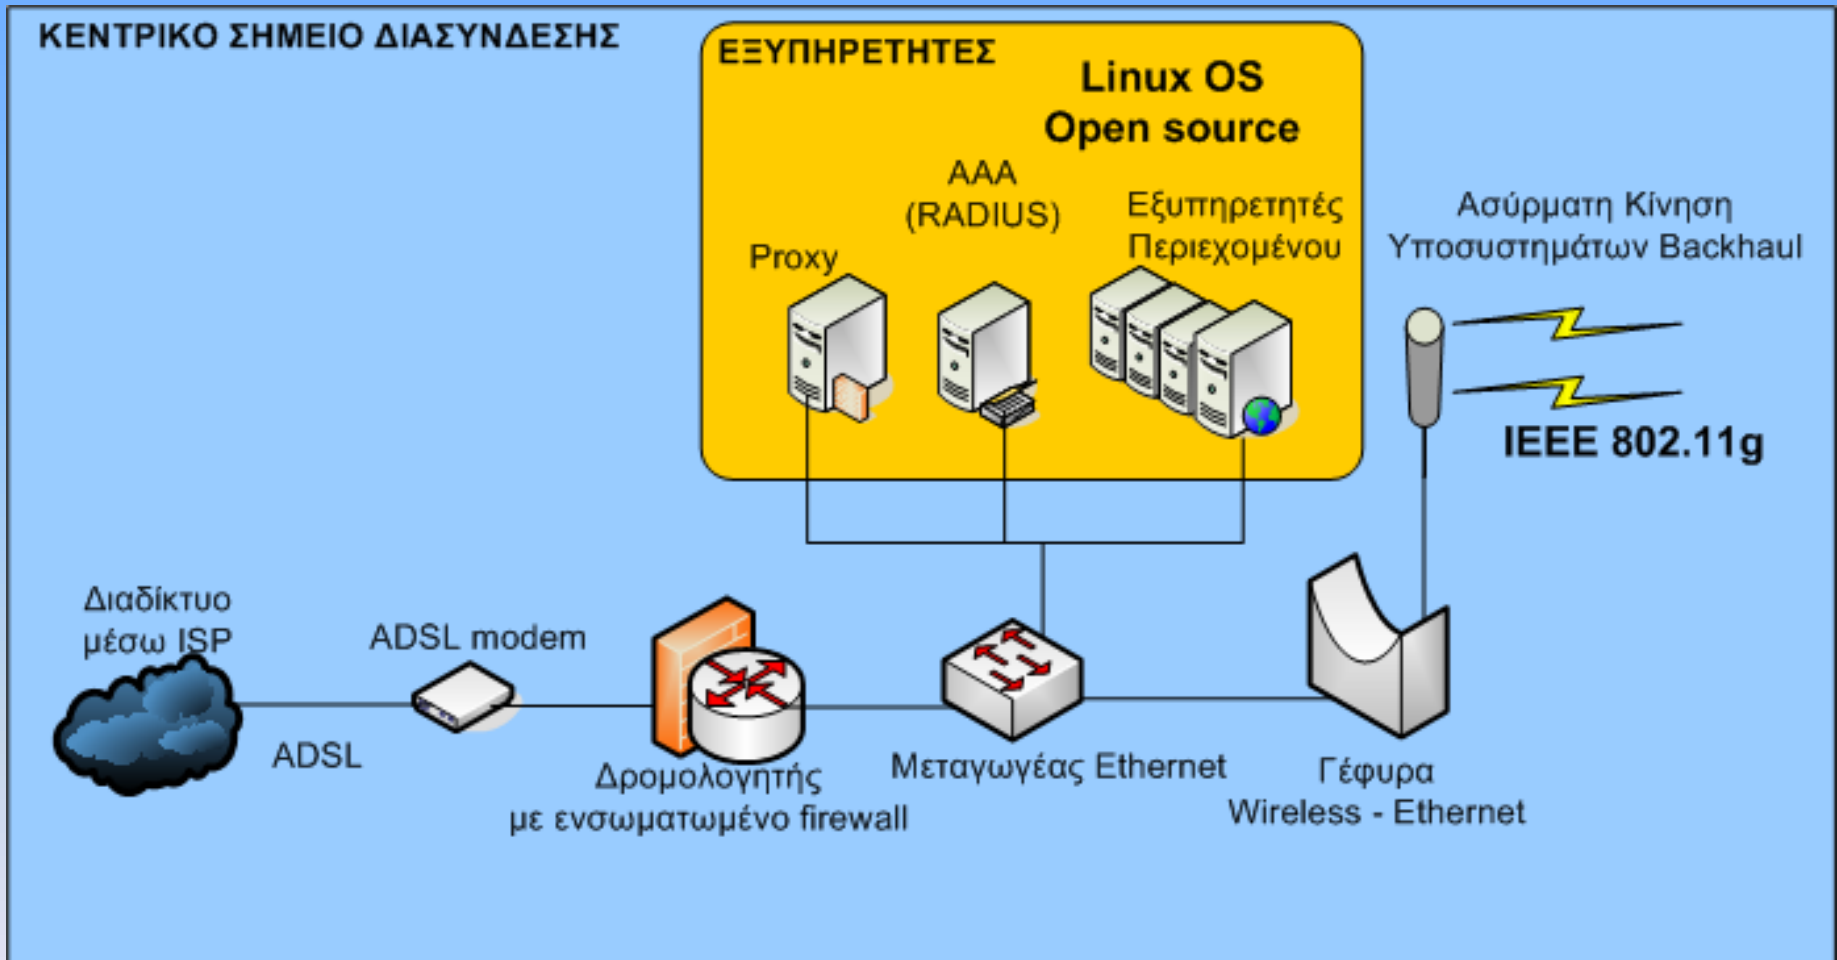 ΚΕΝΤΡΙΚΟ ΣΗΜΕΙΟ ΔΙΑΣΥΝΔΕΣΗΣ
ΕΞΥΠΗΡΕΤΗΤΕΣ
Linux OS
Open source
AAA
(RADIUS)
Proxy
Εξυπηρετητές
Περιεχομένου
Ασύρματη Κίνηση
Υποσυστημάτων Backhaul
IEEE 802.11g
Διαδίκτυο
μέσω ISP
ADSL
ADSL modem
Δρομολογητής
με ενσωματωμένο firewall
Μεταγωγέας Ethernet
Γέφυρα
Wireless - Ethernet